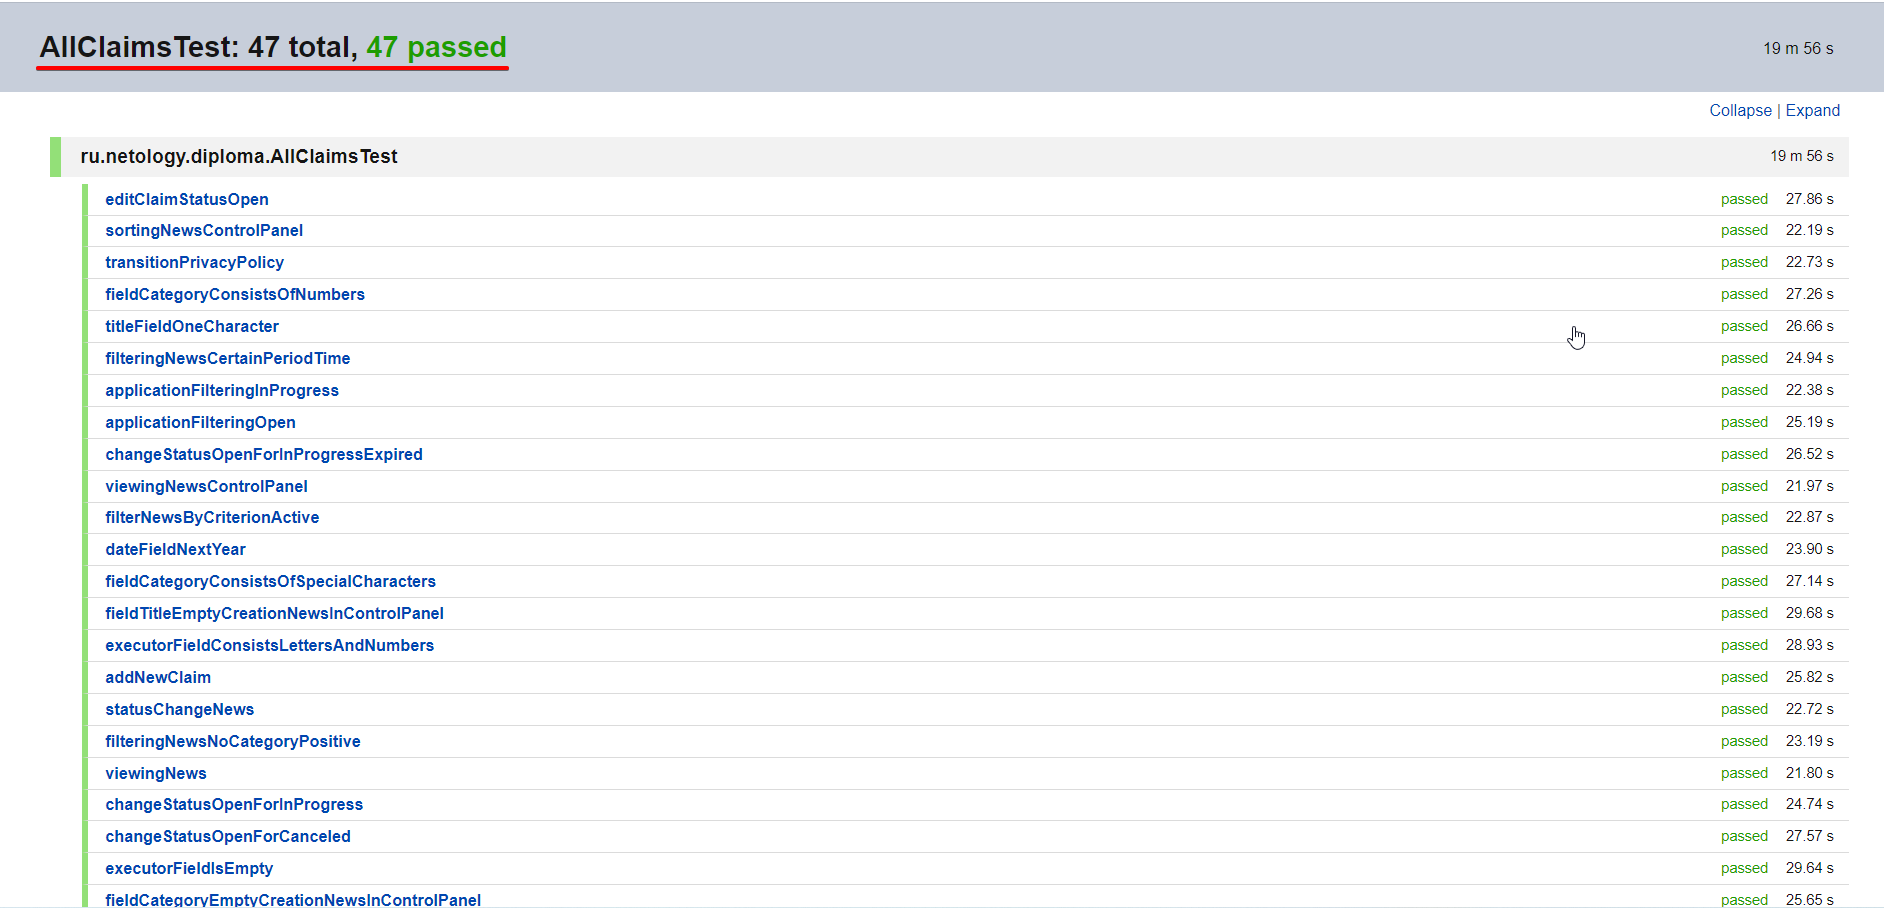 AllClaimsTest: 47 total, 47 passed 19 m 56 s
Collapse | Expand
ru.netology.diploma.AllClaimsTest 19 m 56 s
editClaimStatusOpen passed 27.86 s
sortingNewsControlPanel passed 22.19 s
transitionPrivacyPolicy passed 22.73 s
fieldCategoryConsistsOfNumbers passed 27.26 s
titleFieldOneCharacter passed 26.66 s
filteringNewsCertainPeriodTime passed 24.94 s
applicationFilteringInProgress passed 22.38 s
applicationFilteringOpen passed 25.19 s
changeStatusOpenForInProgressExpired passed 26.52 s
viewingNewsControlPanel passed 21.97 s
filterNewsByCriterionActive passed 22.87 s
dateFieldNextYear passed 23.90 s
fieldCategoryConsistsOfSpecialCharacters passed 27.14 s
fieldTitleEmptyCreationNewsInControlPanel passed 29.68 s
executorFieldConsistsLettersAndNumbers passed 28.93 s
addNewClaim passed 25.82 s
statusChangeNews passed 22.72 s
filteringNewsNoCategoryPositive passed 23.19 s
viewingNews passed 21.80 s
changeStatusOpenForInProgress passed 24.74 s
changeStatusOpenForCanceled passed 27.57 s
executorFieldIsEmpty passed 29.64 s
fieldCategoryEmptyCreationNewsInControlPanel passed 25.65 s